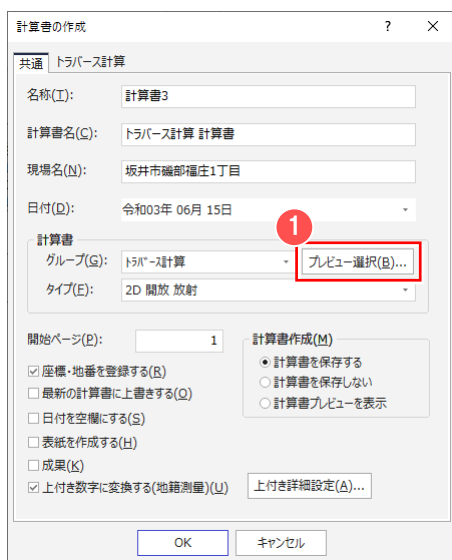 計算書の作成 ? ×
共通 トラバース計算
名称(T): 計算書3
計算書名(C): トラバース計算 計算書
現場名(N): 坂井市磯部福庄1丁目
日付(D): 令和03年 06月 15日
1
計算書
グループ(G): トラバース計算 プレビュー選択(B)...
タイプ(F): 2D 開放 放射
開始ページ(P): 1
計算書作成(M)
計算書を保存する
計算書を保存しない
計算書プレビューを表示
座標・地番を登録する(R)
最新の計算書に上書きする(O)
日付を空欄にする(S)
表紙を作成する(H)
成果(K)
上付き数字に変換する(地籍測量)(U) 上付き詳細設定(A)...
OK キャンセル